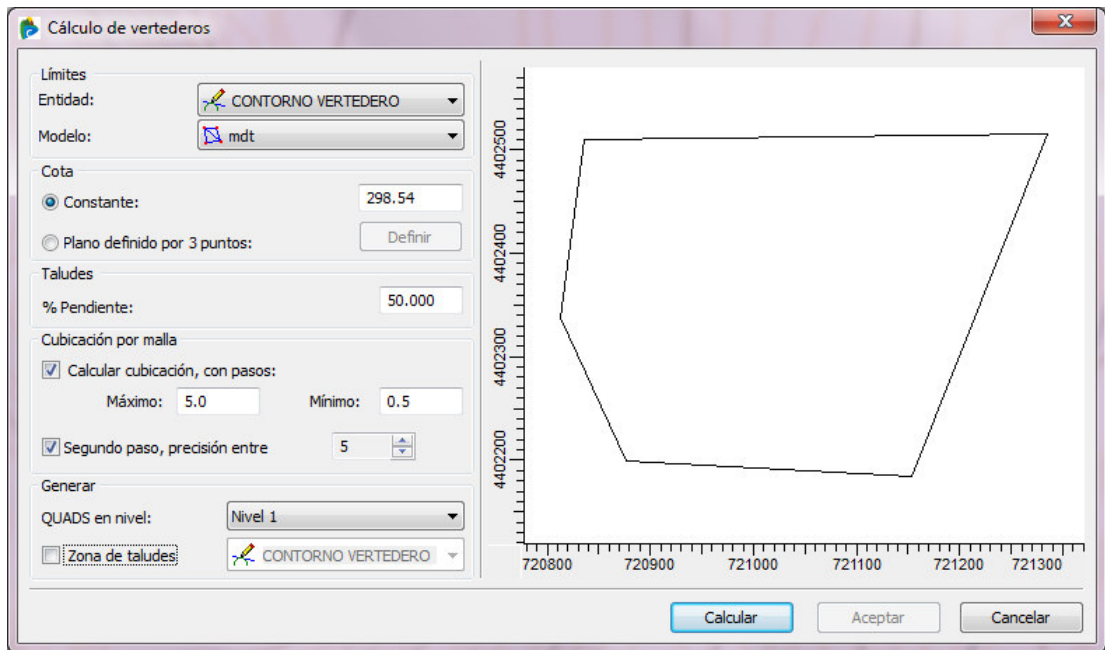 Cálculo de vertederos
Límites
Entidad: CONTORNO VERTEDERO
Modelo: mdt
Cota
Constante: 298.54
Plano definido por 3 puntos: Definir
Taludes
% Pendiente: 50.000
Cubicación por malla
Calcular cubicación, con pasos:
Máximo: 5.0 Mínimo: 0.5
Segundo paso, precisión entre 5
Generar
QUADS en nivel: Nivel 1
Zona de taludes CONTORNO VERTEDERO
4402500
4402400
4402300
4402200
720800 720900 721000 721100 721200 721300
Calcular Aceptar Cancelar